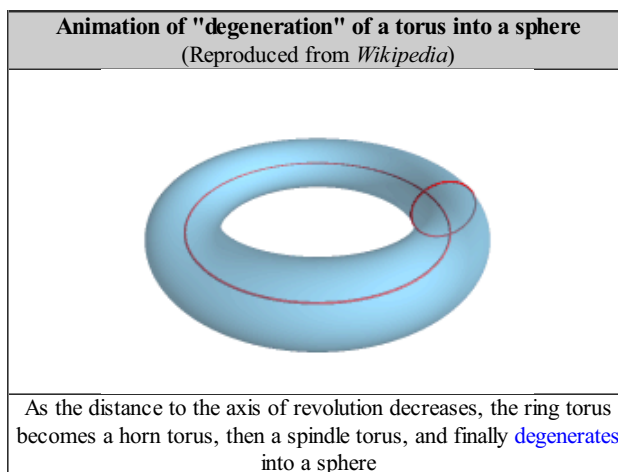 Animation of "degeneration" of a torus into a sphere
(Reproduced from Wikipedia)
As the distance to the axis of revolution decreases, the ring torus
becomes a horn torus, then a spindle torus, and finally degenerates
into a sphere